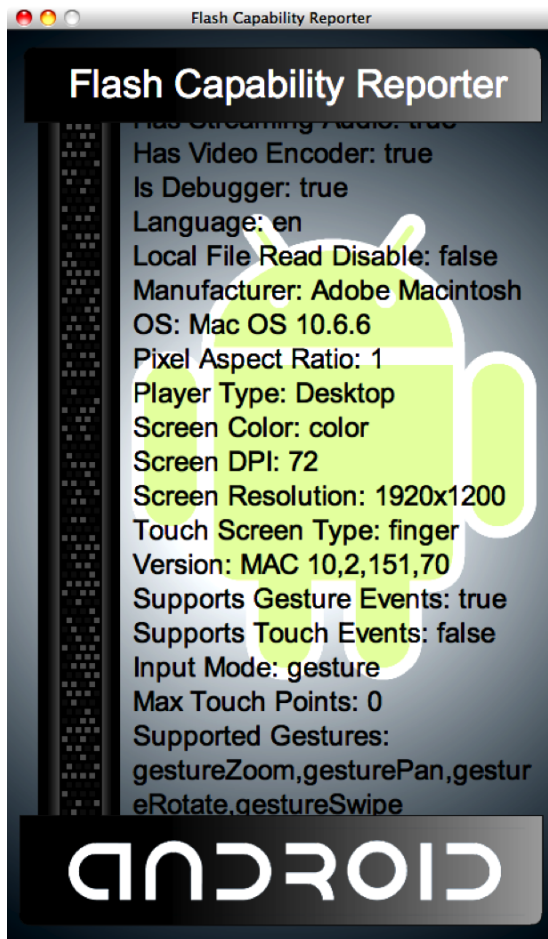 Flash Capability Reporter
Flash Capability Reporter
Has Streaming Audio: true
Has Video Encoder: true
Is Debugger: true
Language: en
Local File Read Disable: false
Manufacturer: Adobe Macintosh
OS: Mac OS 10.6.6
Pixel Aspect Ratio: 1
Player Type: Desktop
Screen Color: color
Screen DPI: 72
Screen Resolution: 1920x1200
Touch Screen Type: finger
Version: MAC 10,2,151,70
Supports Gesture Events: true
Supports Touch Events: false
Input Mode: gesture
Max Touch Points: 0
Supported Gestures:
gestureZoom,gesturePan,gestur
eRotate,gestureSwipe
ANDROID